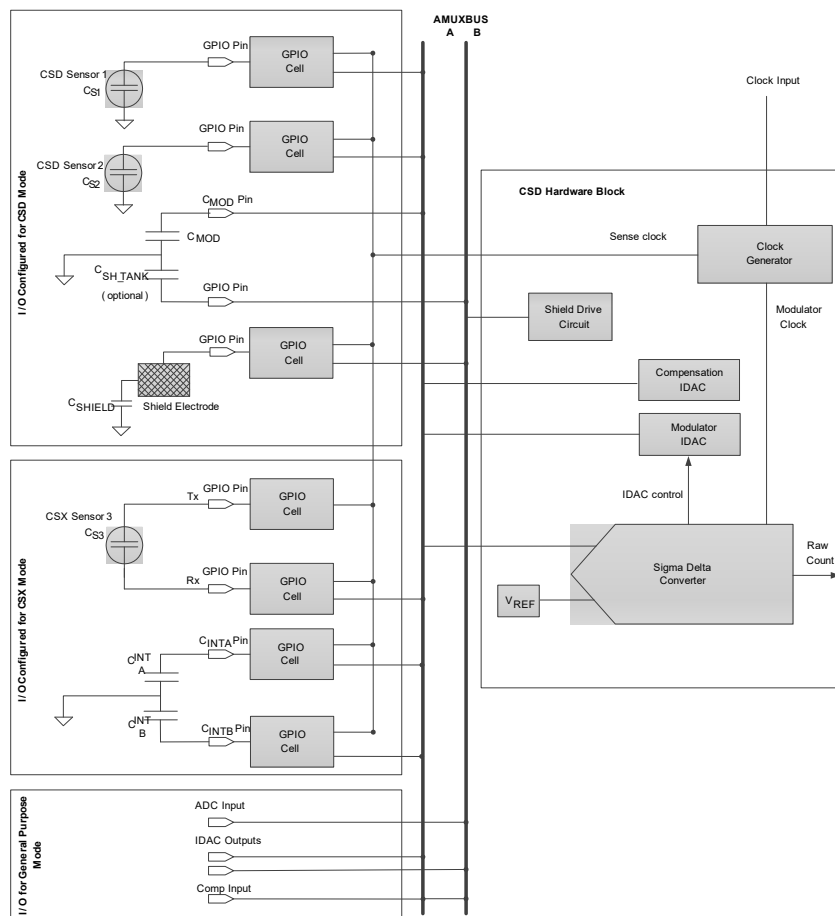 AMUXBUS
A B
I/O Configured for CSD Mode
GPIO Pin
GPIO
Cell
CSD Sensor 1
CS1
GPIO Pin
GPIO
Cell
CSD Sensor 2
CS2
CMOD Pin
CMOD
CSH_TANK
(optional)
GPIO Pin
GPIO Pin
GPIO
Cell
CSHIELD
Shield Electrode
I/O Configured for CSX Mode
Tx
GPIO Pin
GPIO
Cell
CSX Sensor 3
CS3
Rx
GPIO Pin
GPIO
Cell
CINTA Pin
GPIO
Cell
CINT
A
CINT
B
CINTB Pin
GPIO
Cell
I/O for General Purpose
Mode
ADC Input
IDAC Outputs
Comp Input
Clock Input
CSD Hardware Block
Sense clock
Clock
Generator
Shield Drive
Circuit
Modulator
Clock
Compensation
IDAC
Modulator
IDAC
IDAC control
Sigma Delta
Converter
Raw
Count
VREF